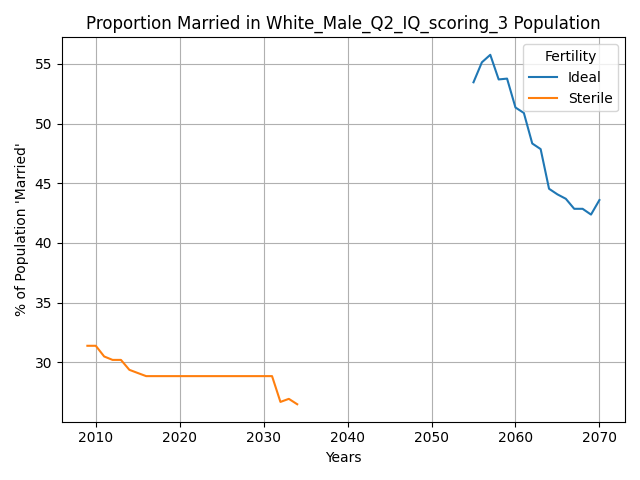 Proportion Married in White_Male_Q2_IQ_scoring_3 Population
% of Population 'Married'
55
50
45
40
35
30
Fertility
Ideal
Sterile
2010 2020 2030 2040 2050 2060 2070
Years